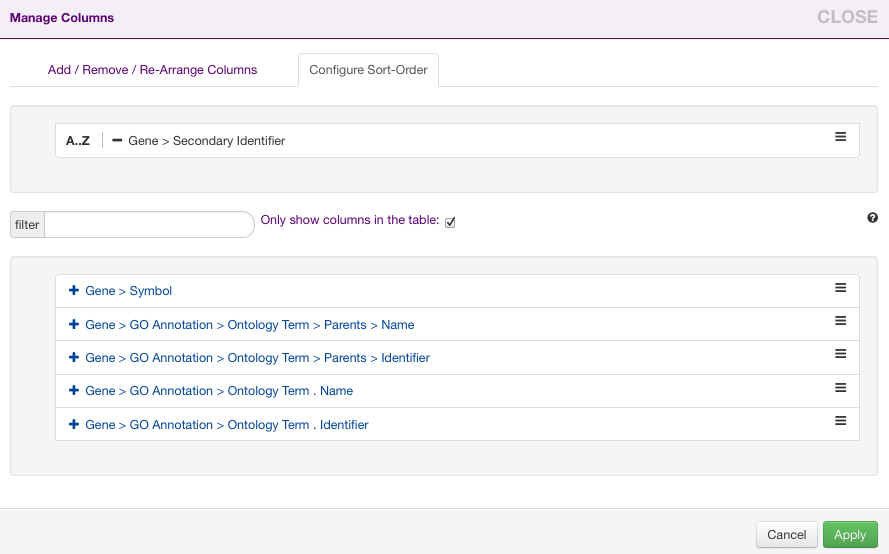 Manage Columns
CLOSE
Add / Remove / Re-Arrange Columns
Configure Sort-Order
A..Z
Gene > Secondary Identifier
filter
Only show columns in the table:
Gene > Symbol
Gene > GO Annotation > Ontology Term > Parents > Name
Gene > GO Annotation > Ontology Term > Parents > Identifier
Gene > GO Annotation > Ontology Term . Name
Gene > GO Annotation > Ontology Term . Identifier
Cancel
Apply